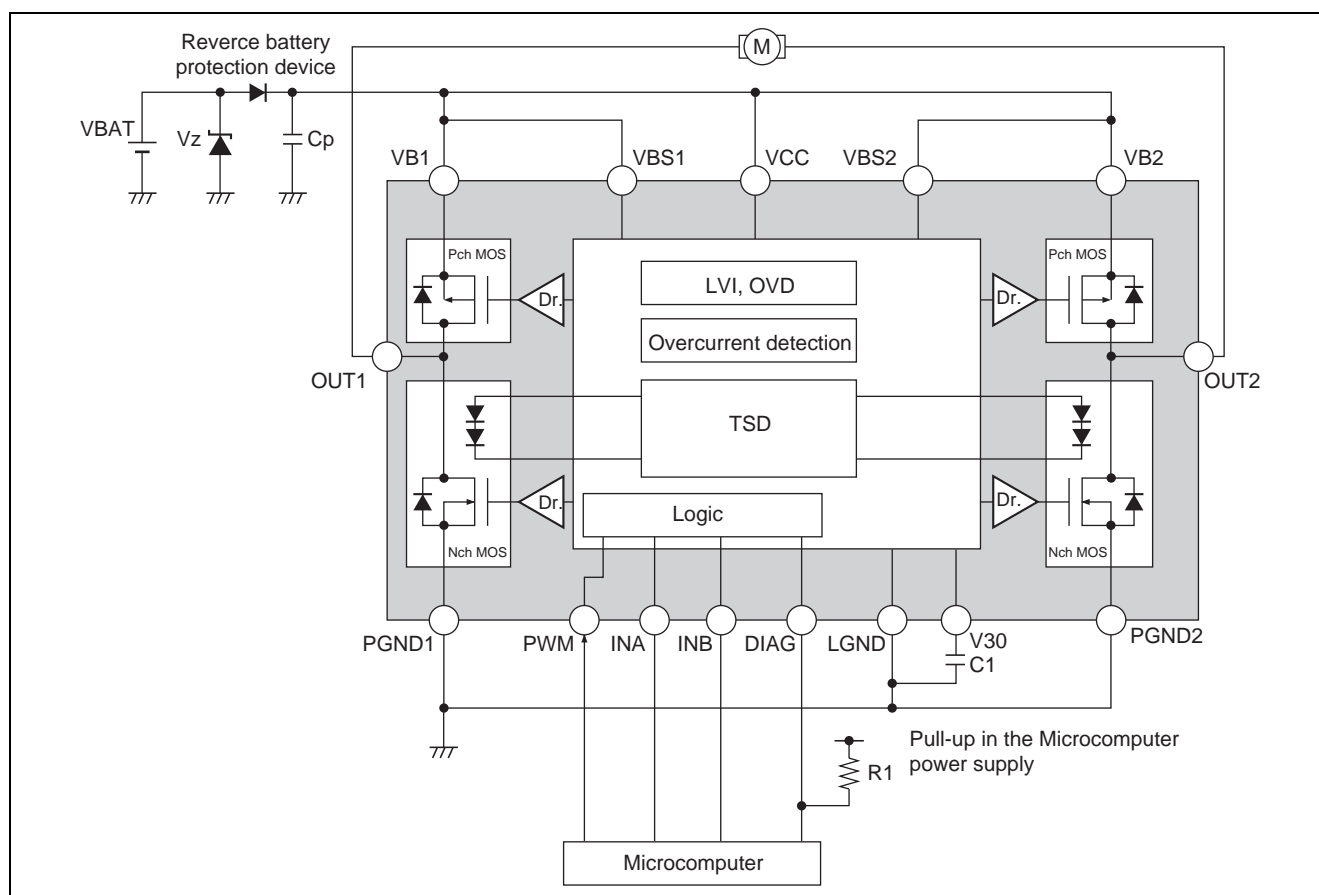 Reverce battery
protection device
M
VBAT
Vz
Cp
VB1
VBS1
VCC
VBS2
VB2
Pch MOS
Dr.
LVI, OVD
Dr.
Pch MOS
Overcurrent detection
OUT1
OUT2
TSD
Dr.
Logic
Dr.
Nch MOS
Nch MOS
PGND1
PWM
INA
INB
DIAG
LGND
V30
C1
PGND2
R1
Pull-up in the Microcomputer
power supply
Microcomputer